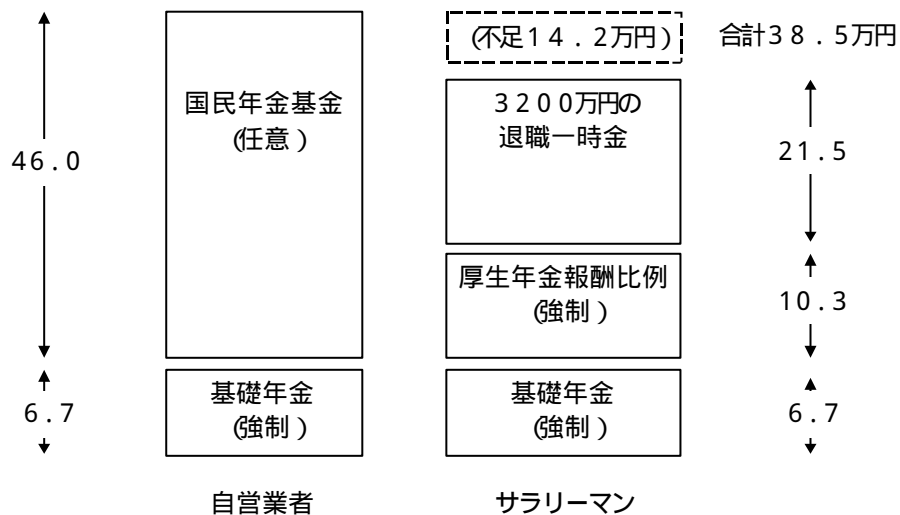 (不足14.2万円)
合計38.5万円
国民年金基金
(任意)
3200万円の
退職一時金
46.0
21.5
厚生年金報酬比例
(強制)
10.3
基礎年金
(強制)
基礎年金
(強制)
6.7
6.7
自営業者
サラリーマン